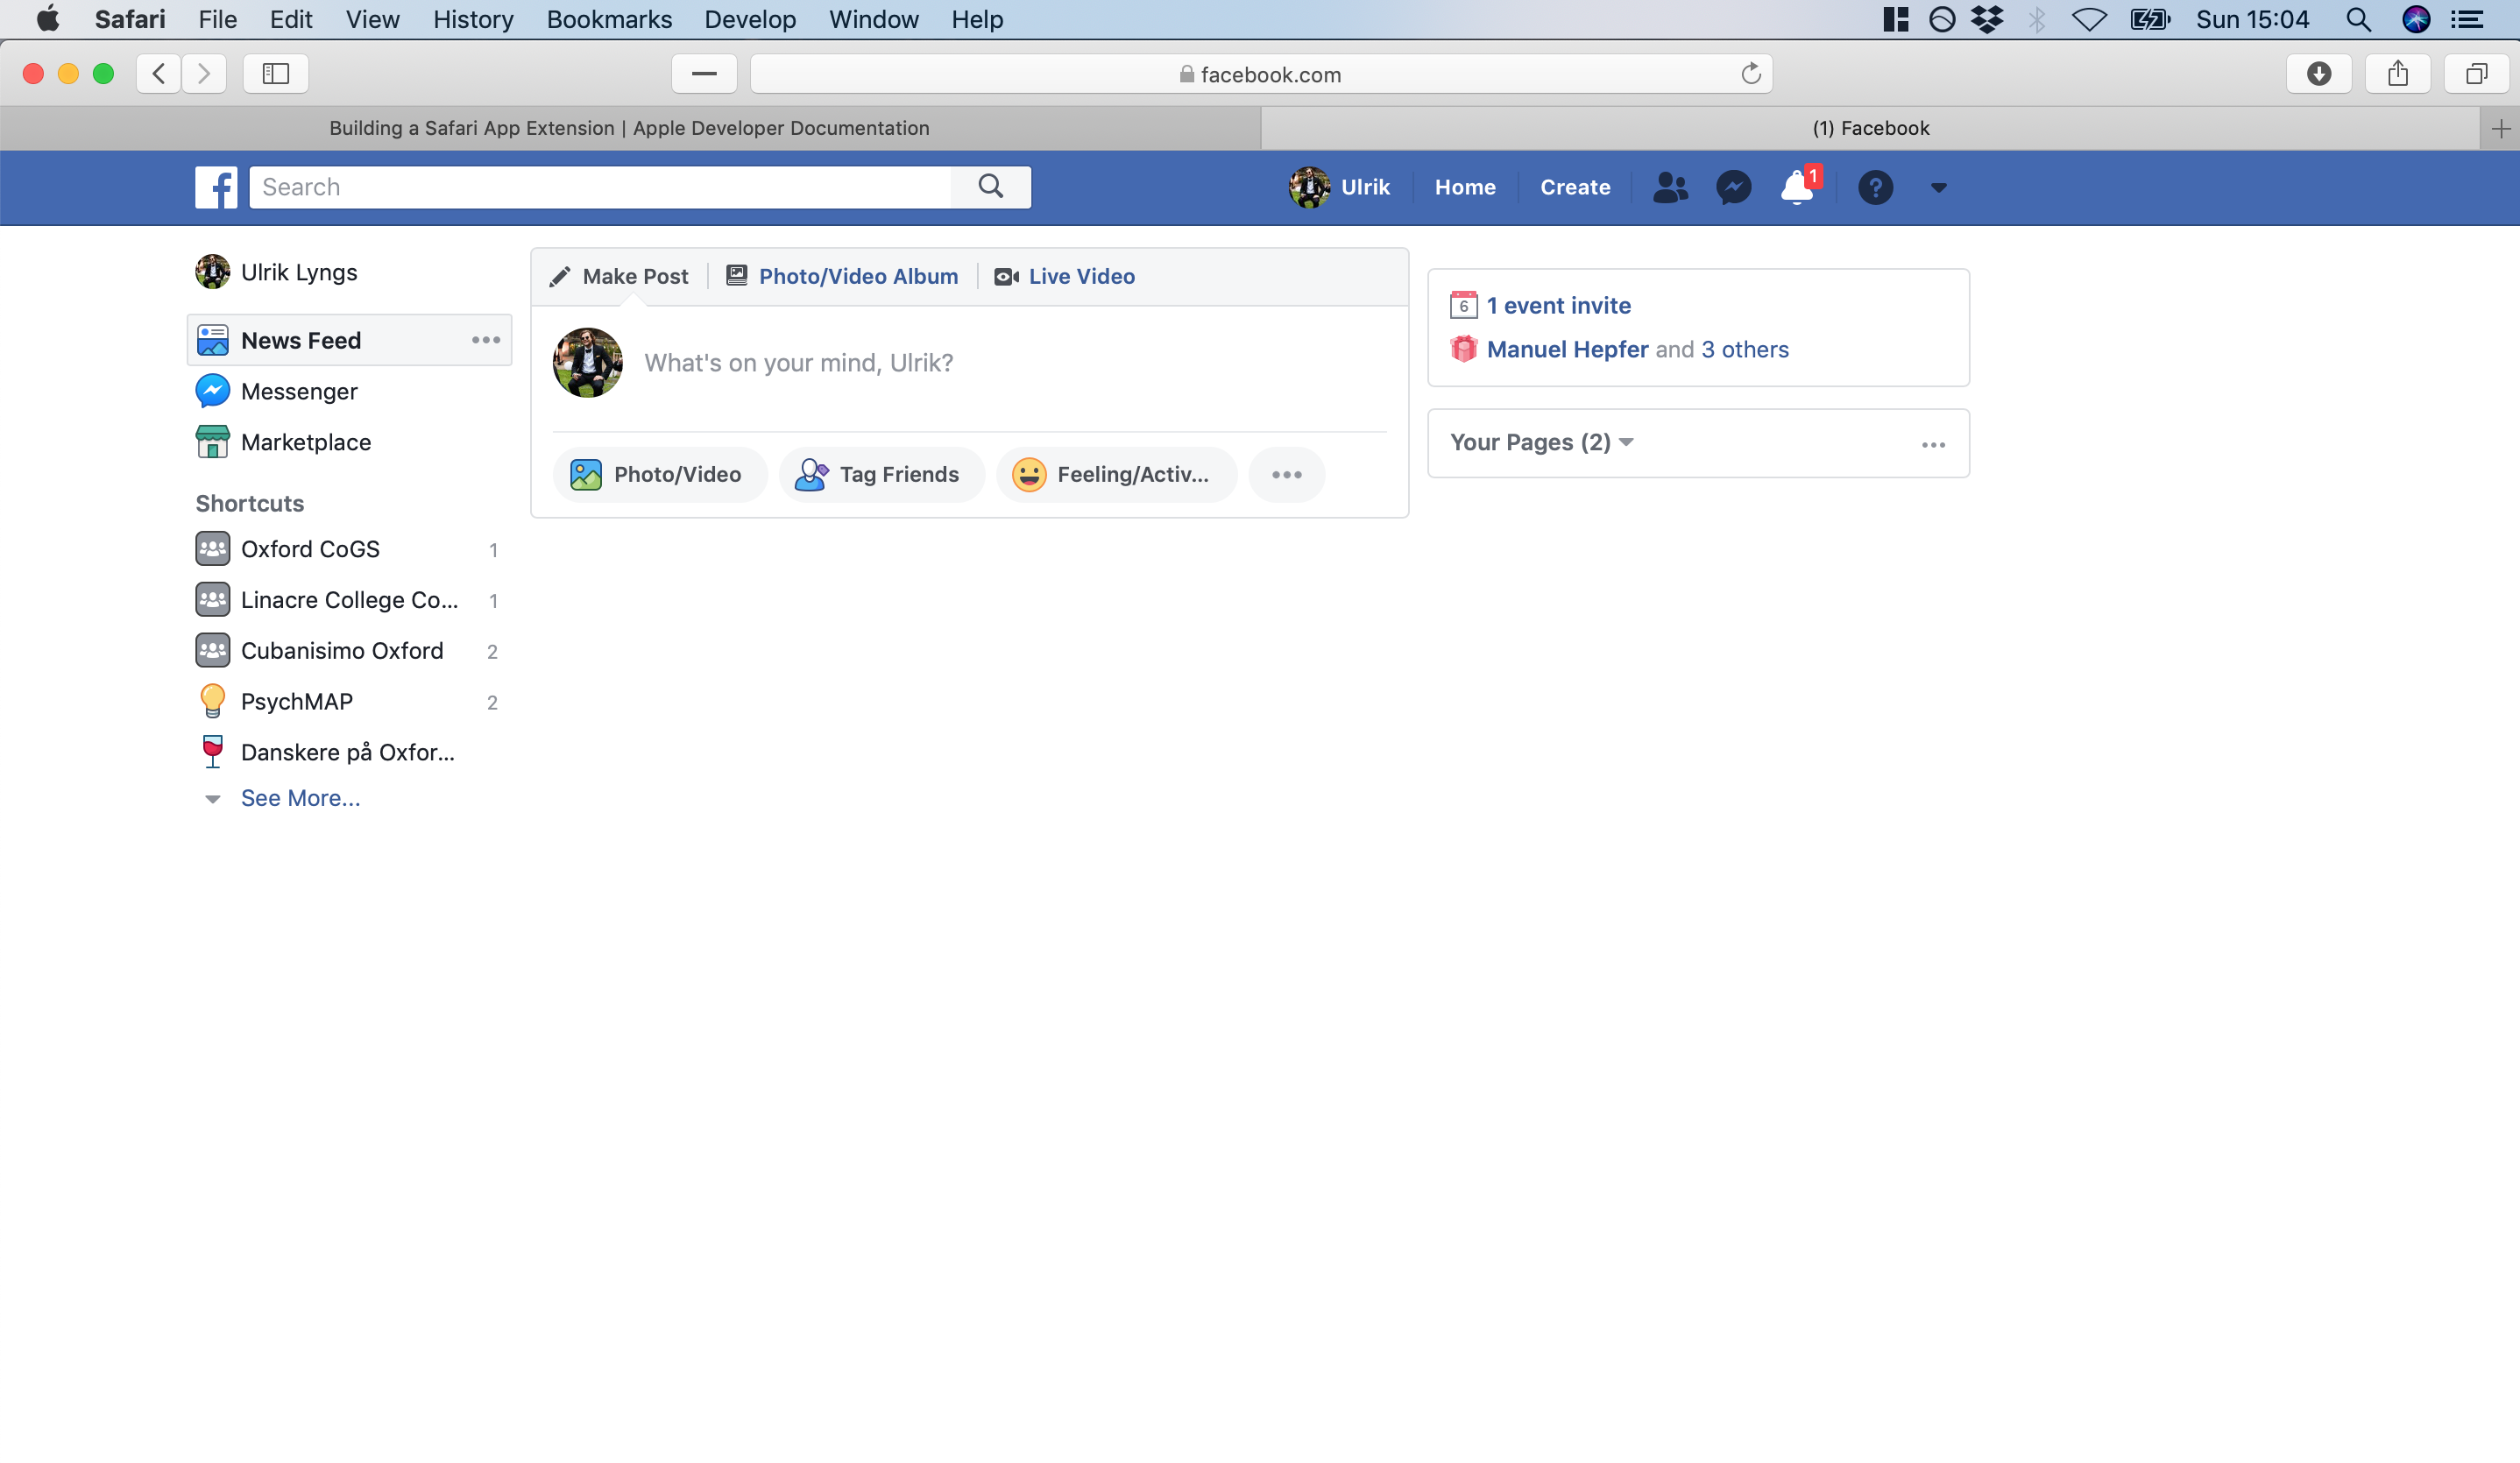 Safari File Edit View History Bookmarks Develop Window Help Sun 15:04
facebook.com
Building a Safari App Extension | Apple Developer Documentation (1) Facebook
Search Ulrik Home Create 1
Ulrik Lyngs
News Feed
Messenger
Marketplace
Shortcuts
Oxford CoGS 1
Linacre College Co... 1
Cubanisimo Oxford 2
PsychMAP 2
Danskere på Oxfor...
See More...
Make Post Photo/Video Album Live Video
What's on your mind, Ulrik?
Photo/Video Tag Friends Feeling/Activ...
6 1 event invite
Manuel Hepfer and 3 others
Your Pages (2)